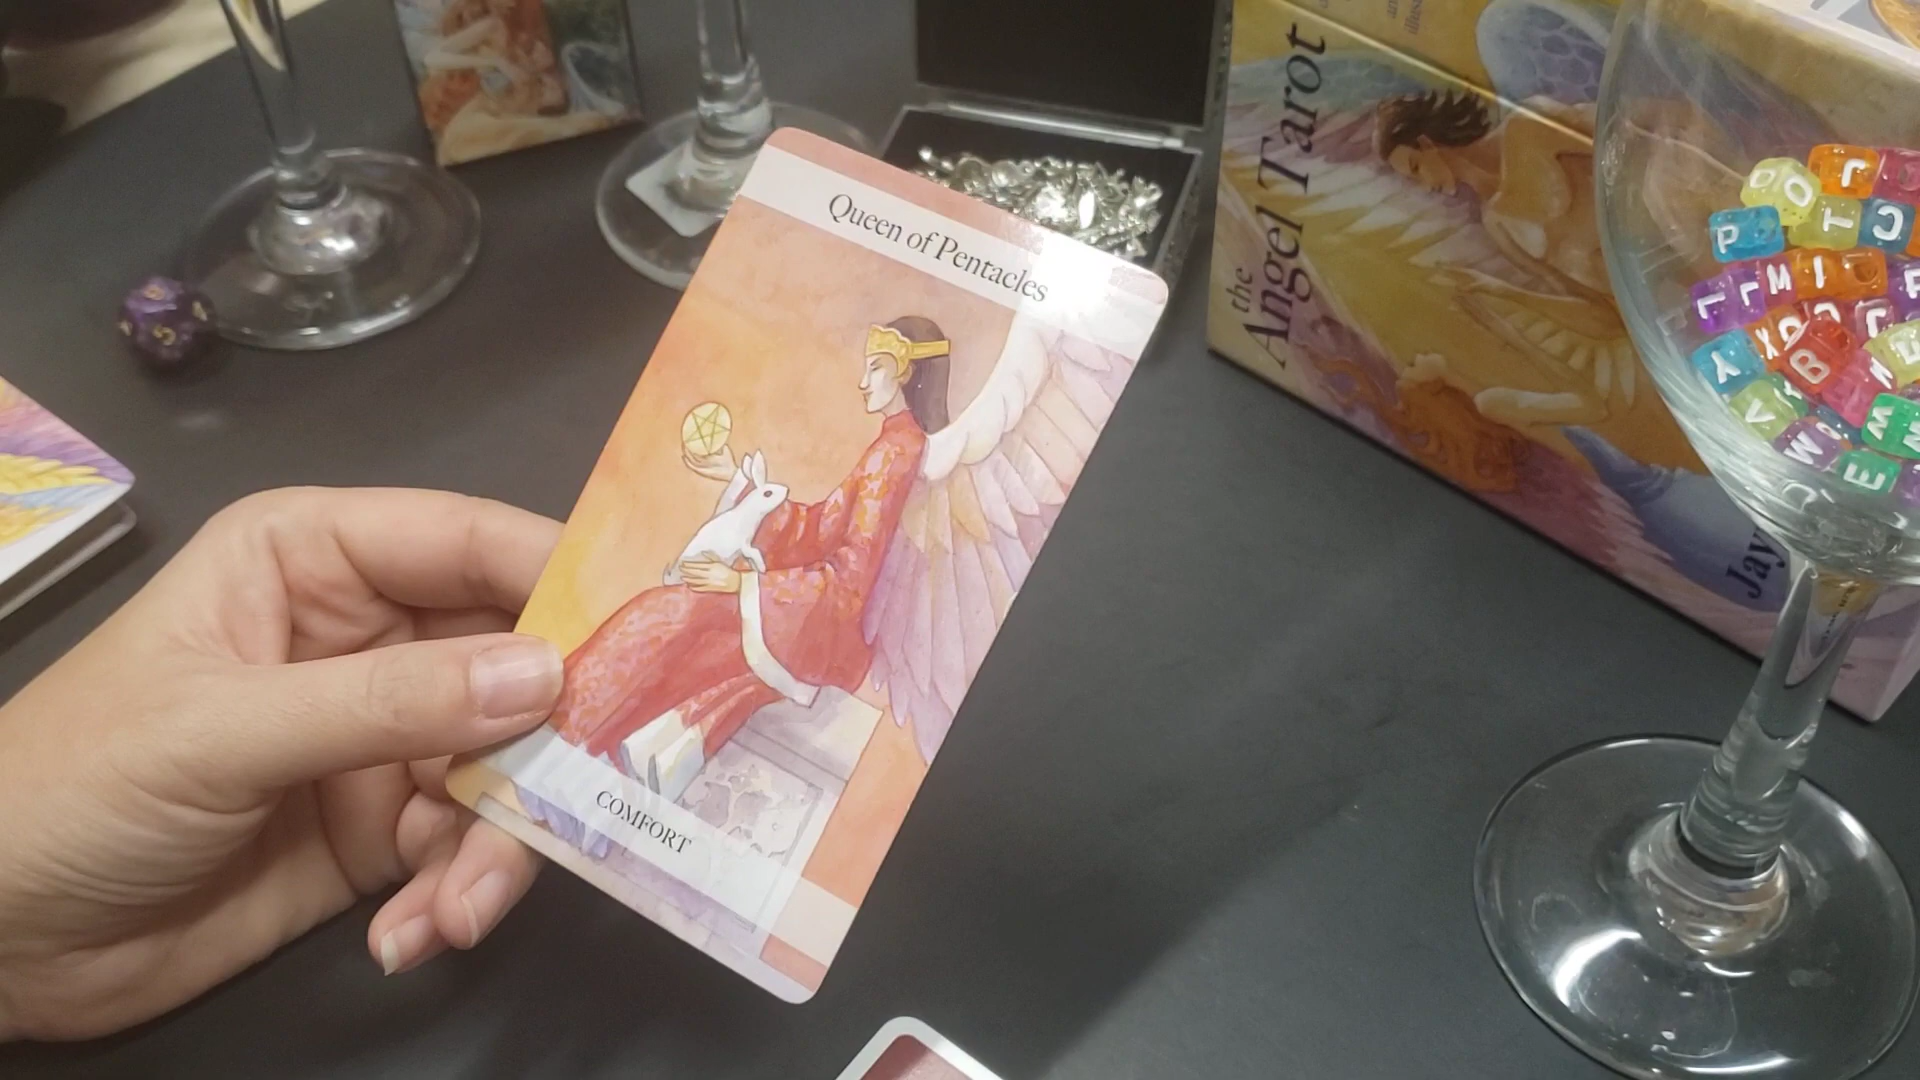 Queen of Pentacles
COMFORT
the
Angel Tarot
Jay
P
T
C
L
M
I
B
Y
W
E